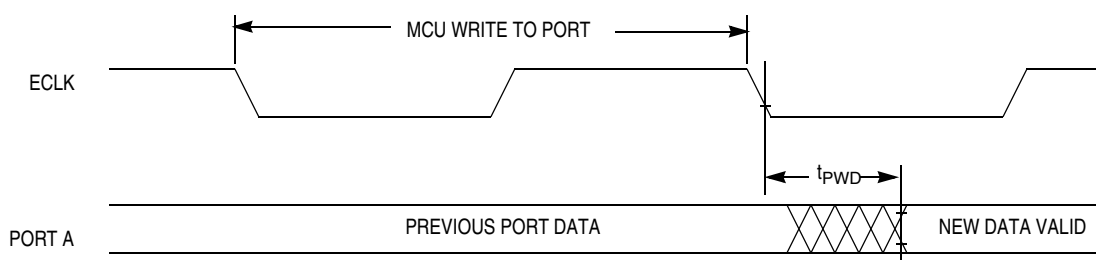 MCU WRITE TO PORT
ECLK
tPWD
PREVIOUS PORT DATA
NEW DATA VALID
PORT A